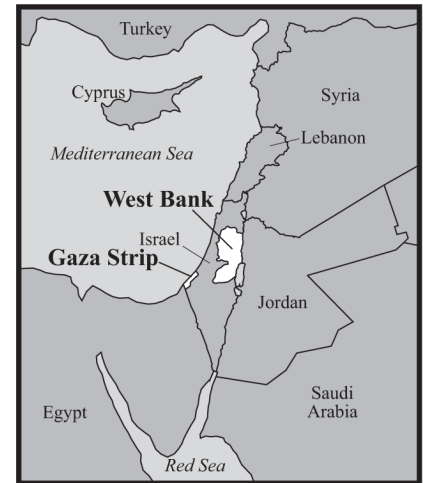 Turkey
Cyprus
Syria
Lebanon
Mediterranean Sea
West Bank
Israel
Gaza Strip
Jordan
Egypt
Saudi
Arabia
Red Sea